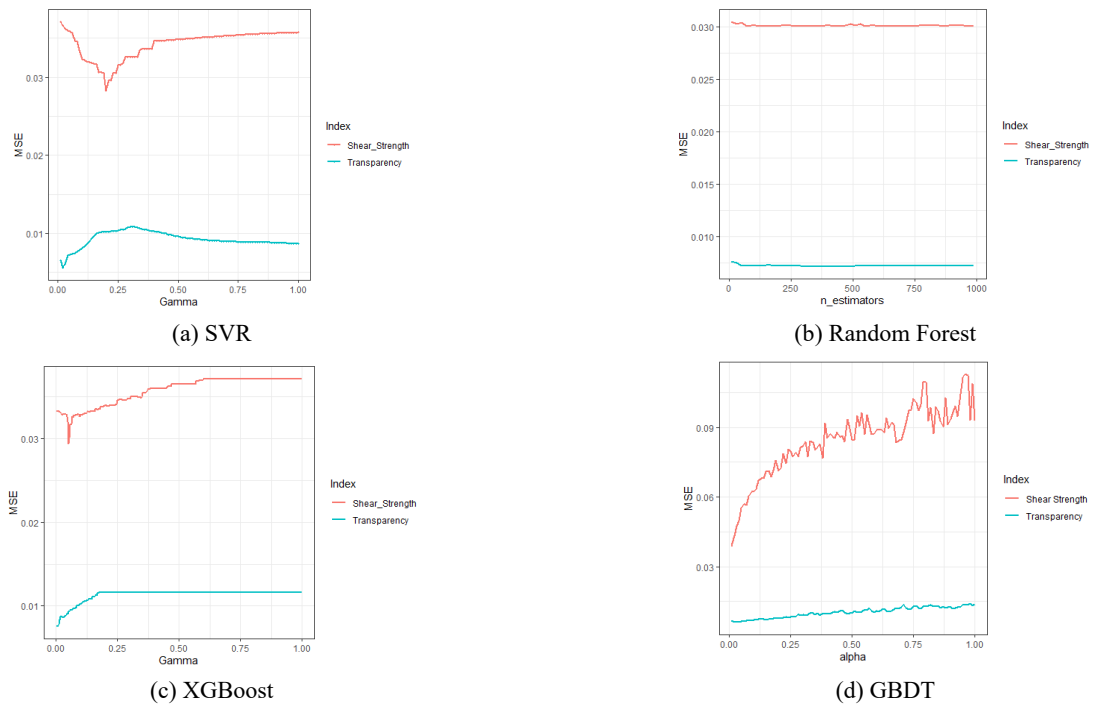 MSE
0.03
0.02
0.01
0.00
0.25
0.50
0.75
1.00
Gamma
Index
Shear_Strength
Transparency
(a) SVR
MSE
0.030
0.025
0.020
0.015
0.010
0
250
500
750
1000
n_estimators
Index
Shear_Strength
Transparency
(b) Random Forest
MSE
0.03
0.02
0.01
0.00
0.25
0.50
0.75
1.00
Gamma
Index
Shear_Strength
Transparency
(c) XGBoost
MSE
0.09
0.06
0.03
0.00
0.25
0.50
0.75
1.00
alpha
Index
Shear Strength
Transparency
(d) GBDT